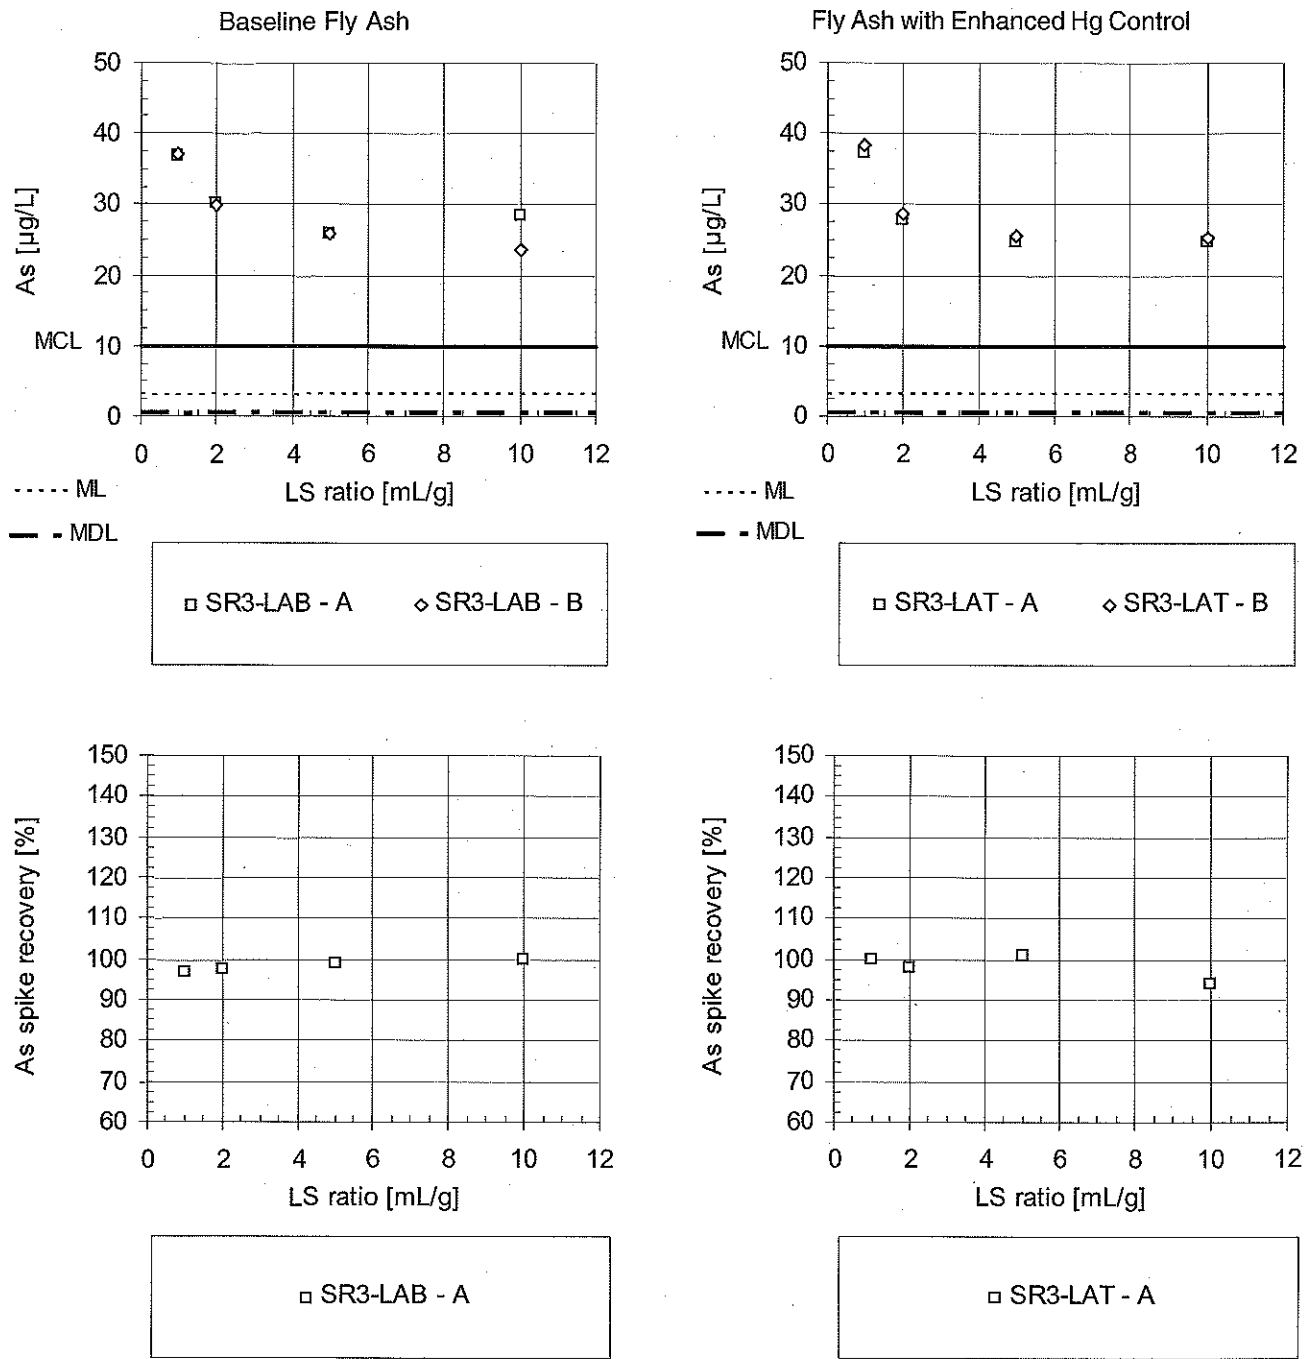 Baseline Fly Ash
50
40
30
20
MCL 10
0
0 2 4 6 8 10 12
As [µg/L]
LS ratio [mL/g]
ML
MDL
SR3-LAB - A SR3-LAB - B
Fly Ash with Enhanced Hg Control
50
40
30
20
MCL 10
0
0 2 4 6 8 10 12
As [µg/L]
LS ratio [mL/g]
ML
MDL
SR3-LAT - A SR3-LAT - B
150
140
130
120
110
100
90
80
70
60
0 2 4 6 8 10 12
As spike recovery [%]
LS ratio [mL/g]
SR3-LAB - A
150
140
130
120
110
100
90
80
70
60
0 2 4 6 8 10 12
As spike recovery [%]
LS ratio [mL/g]
SR3-LAT - A